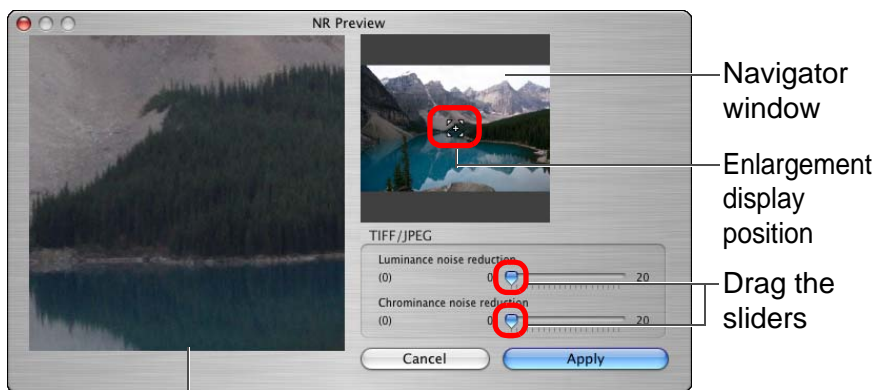 NR Preview
Navigator
window
Enlargement
display
position
TIFF/JPEG
Luminance noise reduction
(0) 0 20
Chrominance noise reduction
(0) 0 20
Drag the
sliders
Cancel Apply